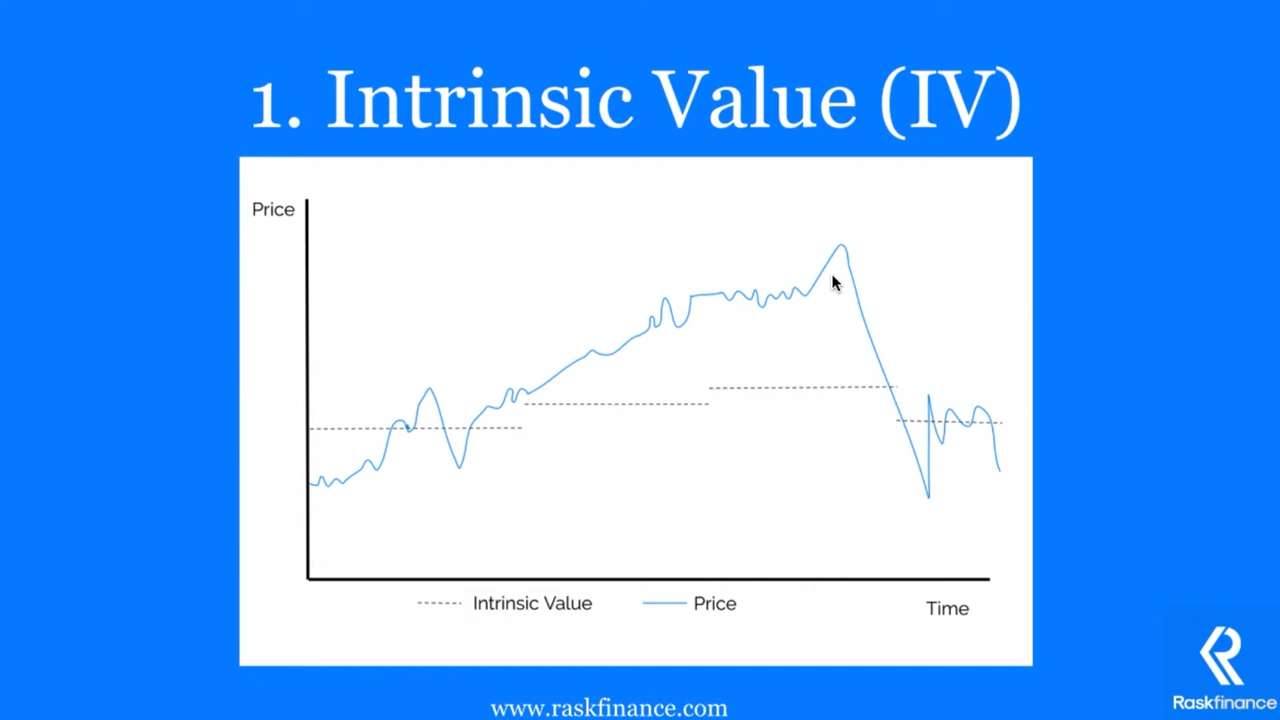 1. Intrinsic Value (IV)
Price
Intrinsic Value
Price
Time
Raskfinance
www.raskfinance.com